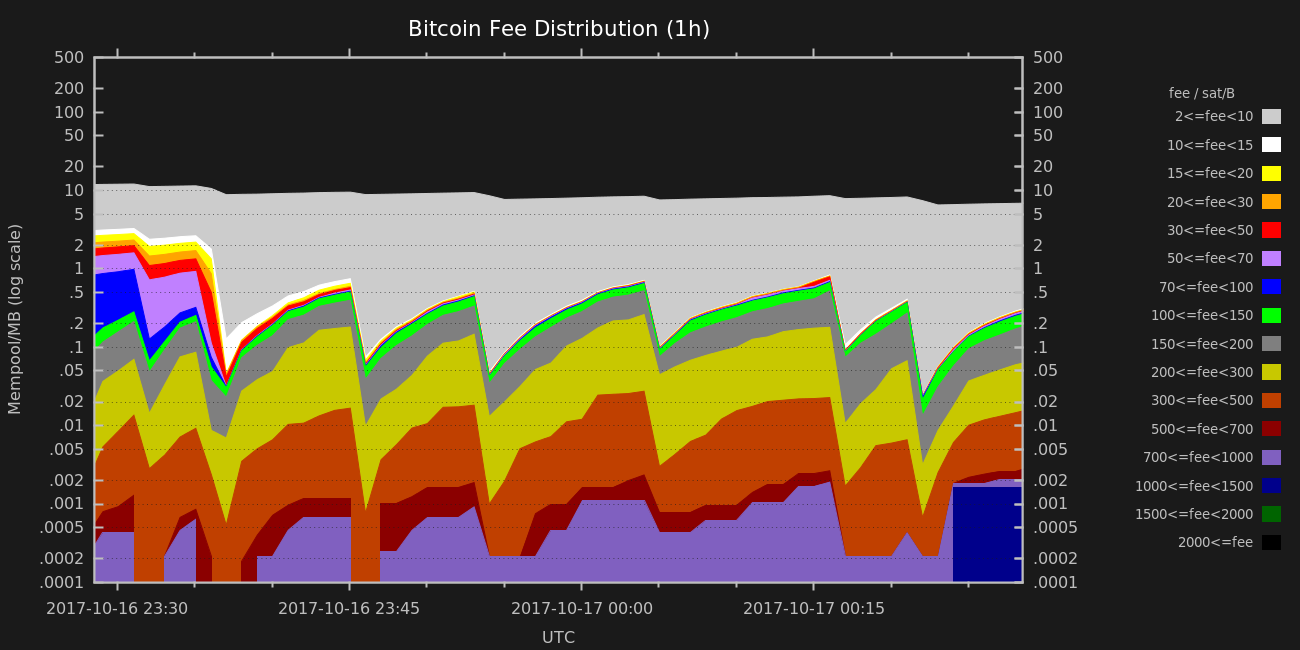 Bitcoin Fee Distribution (1h)
500
200
100
50
20
10
5
2
1
.5
.2
.1
.05
.02
.01
.005
.002
.001
.0005
.0002
.0001
Mempool/MB (log scale)
500
200
100
50
20
10
5
2
1
.5
.2
.1
.05
.02
.01
.005
.002
.001
.0005
.0002
.0001
2017-10-16 23:30 2017-10-16 23:45 2017-10-17 00:00 2017-10-17 00:15
UTC
fee / sat/B
2<=fee<10
10<=fee<15
15<=fee<20
20<=fee<30
30<=fee<50
50<=fee<70
70<=fee<100
100<=fee<150
150<=fee<200
200<=fee<300
300<=fee<500
500<=fee<700
700<=fee<1000
1000<=fee<1500
1500<=fee<2000
2000<=fee